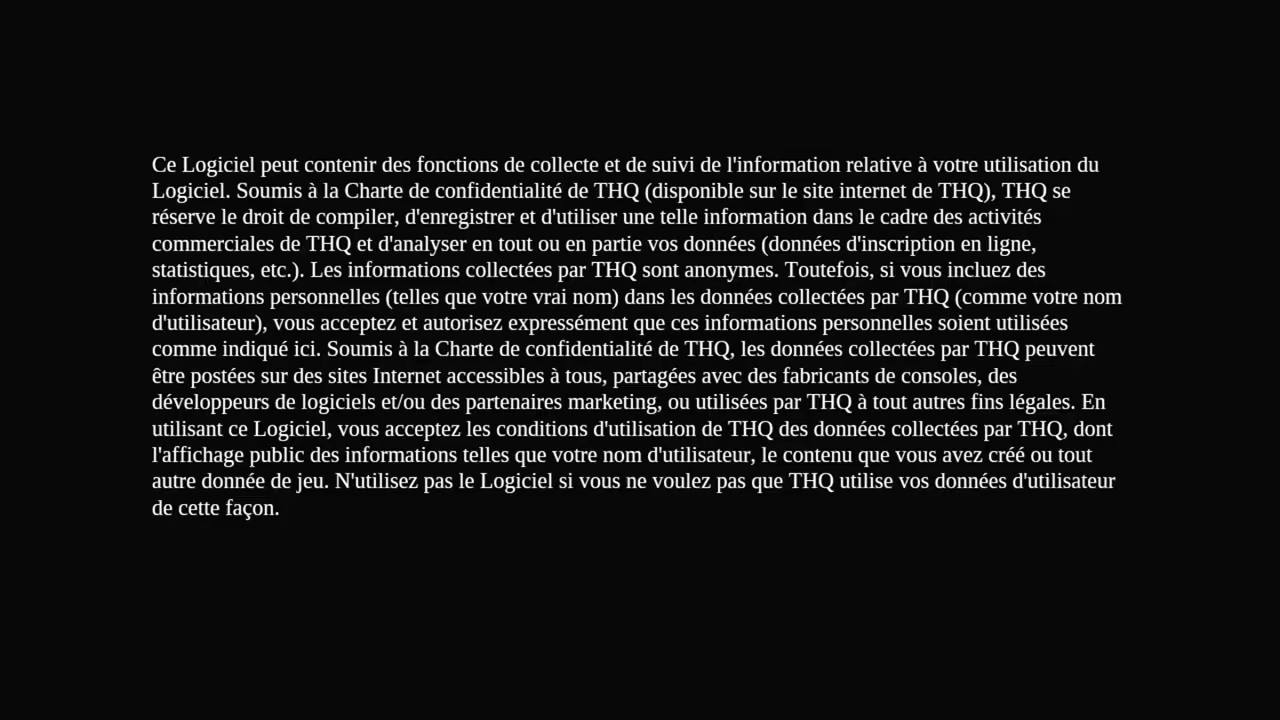 Ce Logiciel peut contenir des fonctions de collecte et de suivi de l'information relative à votre utilisation du
Logiciel. Soumis à la Charte de confidentialité de THQ (disponible sur le site internet de THQ), THQ se
réserve le droit de compiler, d'enregistrer et d'utiliser une telle information dans le cadre des activités
commerciales de THQ et d'analyser en tout ou en partie vos données (données d'inscription en ligne,
statistiques, etc.). Les informations collectées par THQ sont anonymes. Toutefois, si vous incluez des
informations personnelles (telles que votre vrai nom) dans les données collectées par THQ (comme votre nom
d'utilisateur), vous acceptez et autorisez expressément que ces informations personnelles soient utilisées
comme indiqué ici. Soumis à la Charte de confidentialité de THQ, les données collectées par THQ peuvent
être postées sur des sites Internet accessibles à tous, partagées avec des fabricants de consoles, des
développeurs de logiciels et/ou des partenaires marketing, ou utilisées par THQ à tout autres fins légales. En
utilisant ce Logiciel, vous acceptez les conditions d'utilisation de THQ des données collectées par THQ, dont
l'affichage public des informations telles que votre nom d'utilisateur, le contenu que vous avez créé ou tout
autre donnée de jeu. N'utilisez pas le Logiciel si vous ne voulez pas que THQ utilise vos données d'utilisateur
de cette façon.